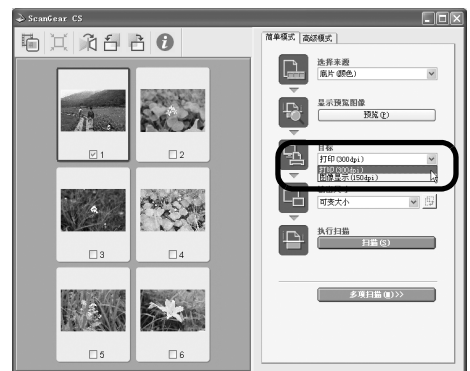 ScanGear CS
简单模式 高级模式
选择来源
底片(颜色)
显示预览图像
预览(P)
目标
打印(300dpi)
打印(300dpi)
图像显示(150dpi)
可变大小
执行扫描
扫描(S)
多项扫描(M)>>
1
2
3
4
5
6